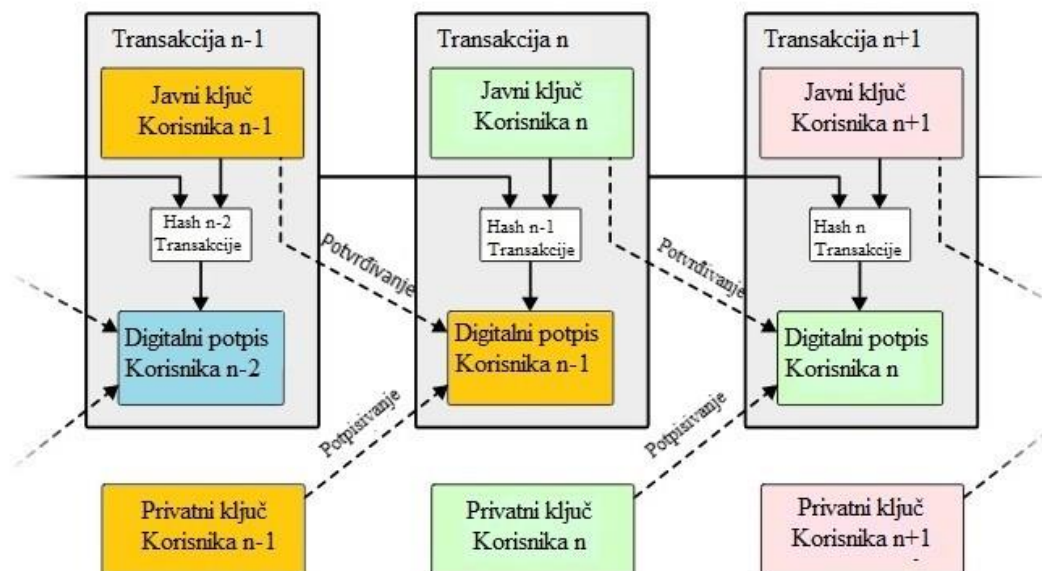 Transakcija n-1
Javni ključ
Korisnika n-1
Hash n-2
Transakcije
Digitalni potpis
Korisnika n-2
Privatni ključ
Korisnika n-1
Potvrđivanje
Potpisivanje
Transakcija n
Javni ključ
Korisnika n
Hash n-1
Transakcije
Digitalni potpis
Korisnika n-1
Privatni ključ
Korisnika n
Potvrđivanje
Potpisivanje
Transakcija n+1
Javni ključ
Korisnika n+1
Hash n
Transakcije
Digitalni potpis
Korisnika n
Privatni ključ
Korisnika n+1